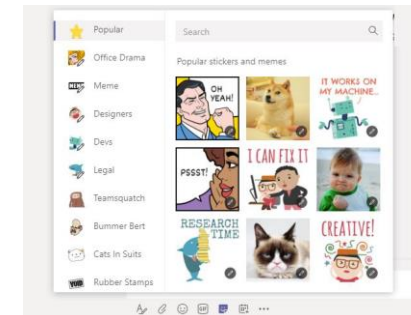 Popular
Office Drama
Meme
Designers
Devs
Legal
Teamsquatch
Bummer Bert
Cats In Suits
Rubber Stamps
Search
Popular stickers and memes
OH
YEAH!
IT WORKS ON
MY MACHINE...
PSSST!
I CAN FIX IT
RESEARCH
TIME
CREATIVE!
GIF